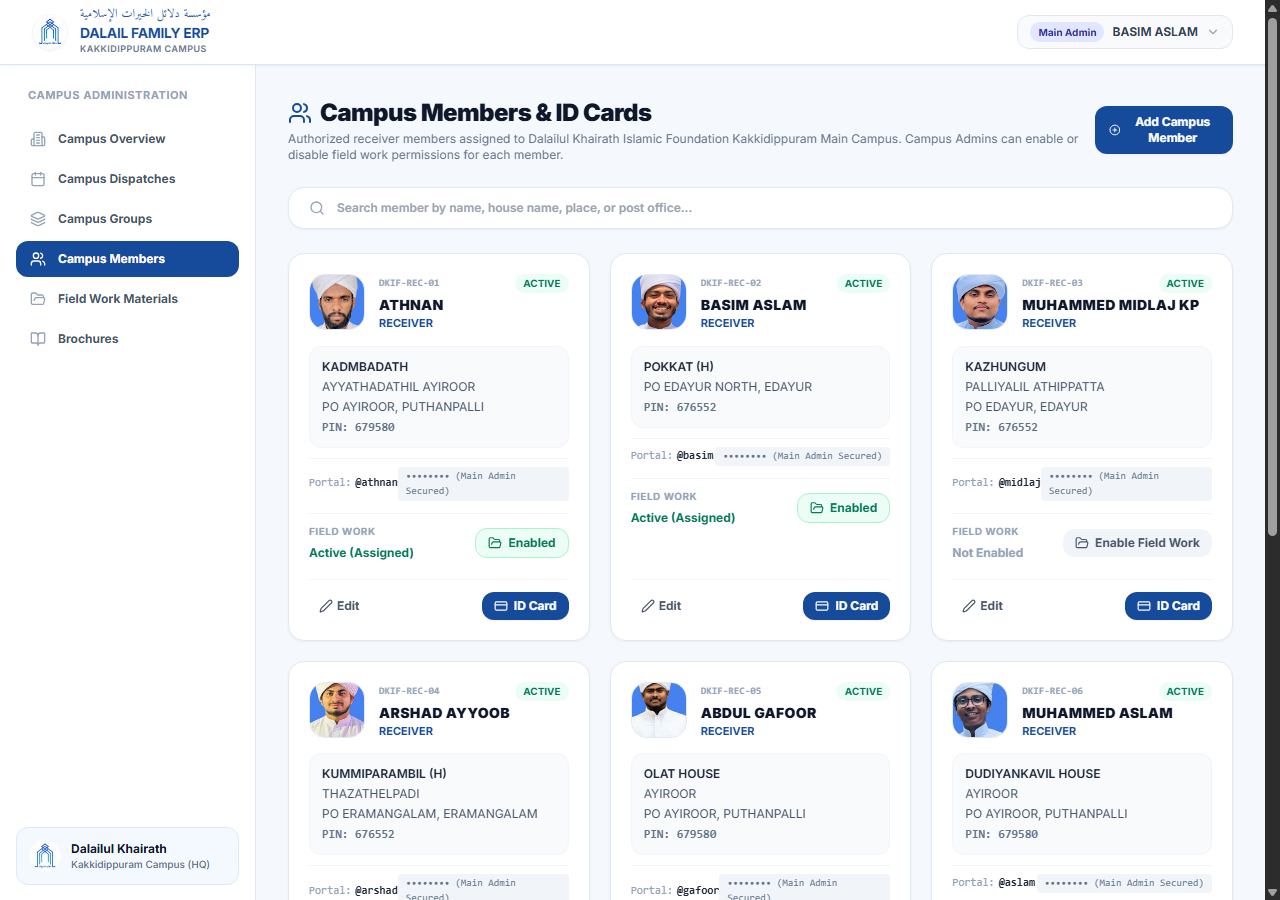 مؤسسة دلائل الخيرات الإسلامية
DALAIL FAMILY ERP
KAKKIDIPPURAM CAMPUS
Main Admin BASIM ASLAM
CAMPUS ADMINISTRATION
Campus Overview
Campus Dispatches
Campus Groups
Campus Members
Field Work Materials
Brochures
Dalailul Khairath
Kakkidippuram Campus (HQ)
Campus Members & ID Cards
Authorized receiver members assigned to Dalailul Khairath Islamic Foundation Kakkidippuram Main Campus. Campus Admins can enable or
disable field work permissions for each member.
Add Campus
Member
Search member by name, house name, place, or post office...
DKIF-REC-01 ACTIVE
ATHNAN
RECEIVER
KADMBADATH
AYYATHADATHIL AYIROOR
PO AYIROOR, PUTHANPALLI
PIN: 679580
Portal: @athnan •••••••• (Main Admin
Secured)
FIELD WORK
Active (Assigned)
Enabled
Edit
ID Card
DKIF-REC-02 ACTIVE
BASIM ASLAM
RECEIVER
POKKAT (H)
PO EDAYUR NORTH, EDAYUR
PIN: 676552
Portal: @basim •••••••• (Main Admin Secured)
FIELD WORK
Active (Assigned)
Enabled
Edit
ID Card
DKIF-REC-03 ACTIVE
MUHAMMED MIDLAJ KP
RECEIVER
KAZHUNGUM
PALLIYALIL ATHIPPATTA
PO EDAYUR, EDAYUR
PIN: 676552
Portal: @midlaj •••••••• (Main Admin
Secured)
FIELD WORK
Not Enabled
Enable Field Work
Edit
ID Card
DKIF-REC-04 ACTIVE
ARSHAD AYYOOB
RECEIVER
KUMMIPARAMBIL (H)
THAZATHELPADI
PO ERAMANGALAM, ERAMANGALAM
PIN: 676552
Portal: @arshad •••••••• (Main Admin
Secured)
DKIF-REC-05 ACTIVE
ABDUL GAFOOR
RECEIVER
OLAT HOUSE
AYIROOR
PO AYIROOR, PUTHANPALLI
PIN: 679580
Portal: @gafoor •••••••• (Main Admin
Secured)
DKIF-REC-06 ACTIVE
MUHAMMED ASLAM
RECEIVER
DUDIYANKAVIL HOUSE
AYIROOR
PO AYIROOR, PUTHANPALLI
PIN: 679580
Portal: @aslam •••••••• (Main Admin Secured)